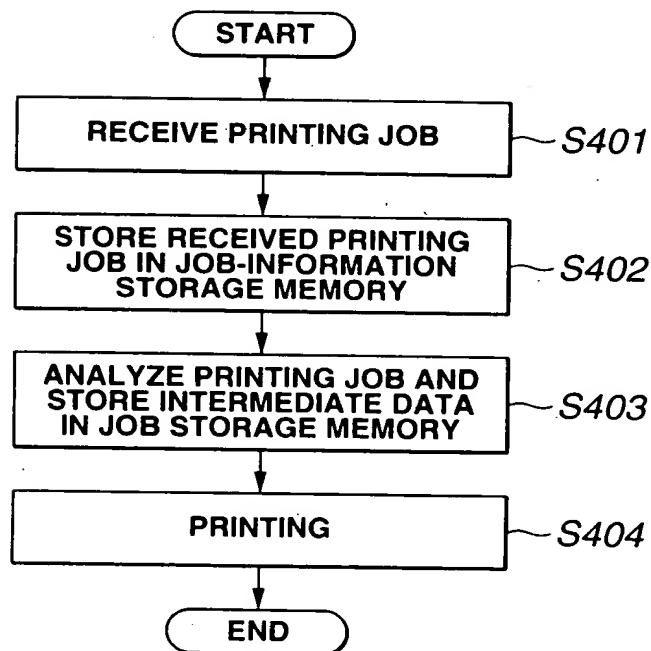 START
RECEIVE PRINTING JOB
S401
STORE RECEIVED PRINTING
JOB IN JOB-INFORMATION
STORAGE MEMORY
S402
ANALYZE PRINTING JOB AND
STORE INTERMEDIATE DATA
IN JOB STORAGE MEMORY
S403
PRINTING
S404
END